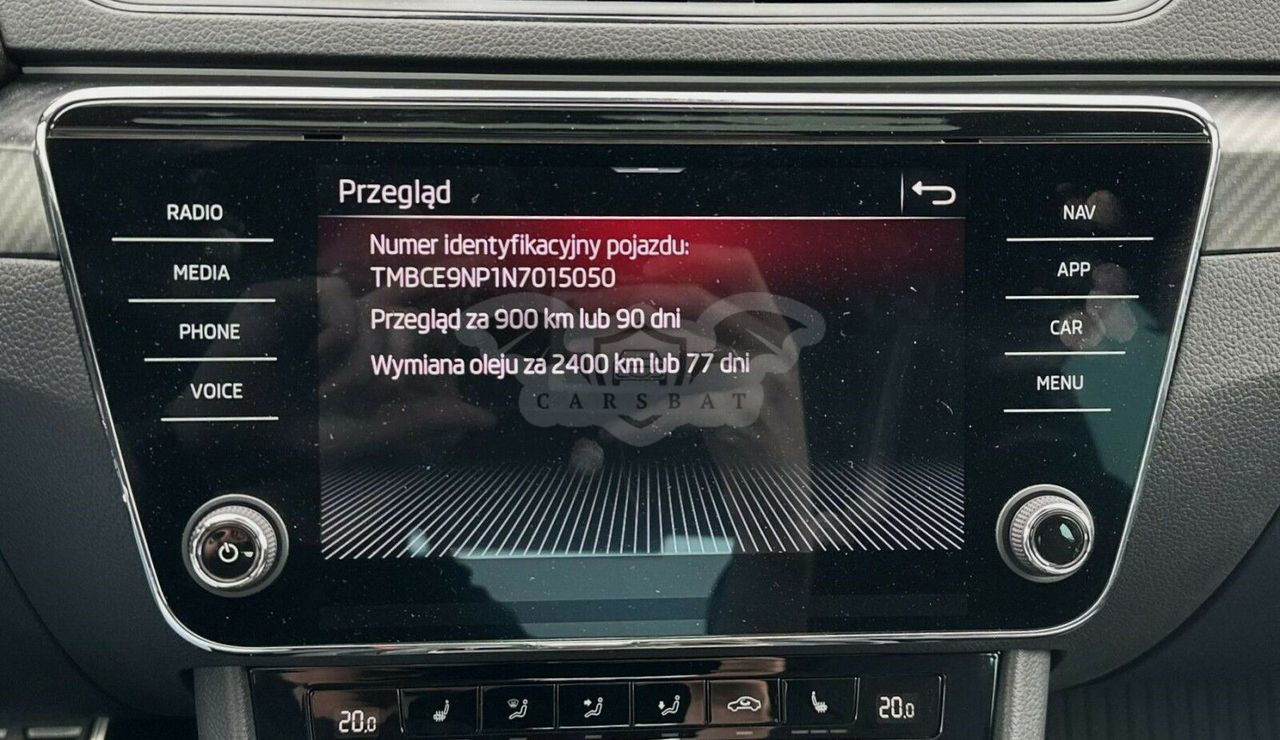 Przegląd
RADIO
MEDIA
PHONE
VOICE
Numer identyfikacyjny pojazdu:
TMBCE9NP1N7015050
Przegląd za 900 km lub 90 dni
Wymiana oleju za 2400 km lub 77 dni
CARSBAT
NAV
APP
CAR
MENU
20.0
20.0